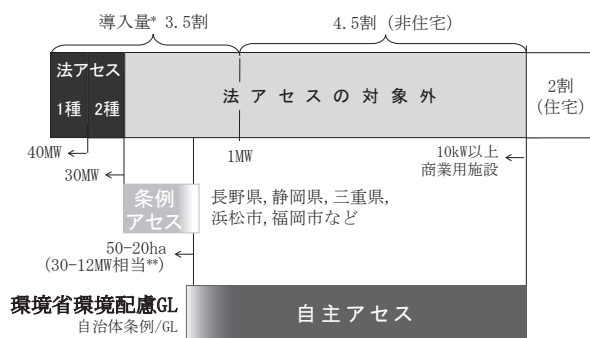 導入量* 3.5割
4.5割 (非住宅)
法アセス
1種 2種
法アセスの対象外
2割
(住宅)
40MW
30MW
1MW
10kW以上
商業用施設
条例
アセス
長野県, 静岡県, 三重県,
浜松市, 福岡市など
50-20ha
(30-12MW相当**)
環境省環境配慮GL
自治体条例/GL
自主アセス